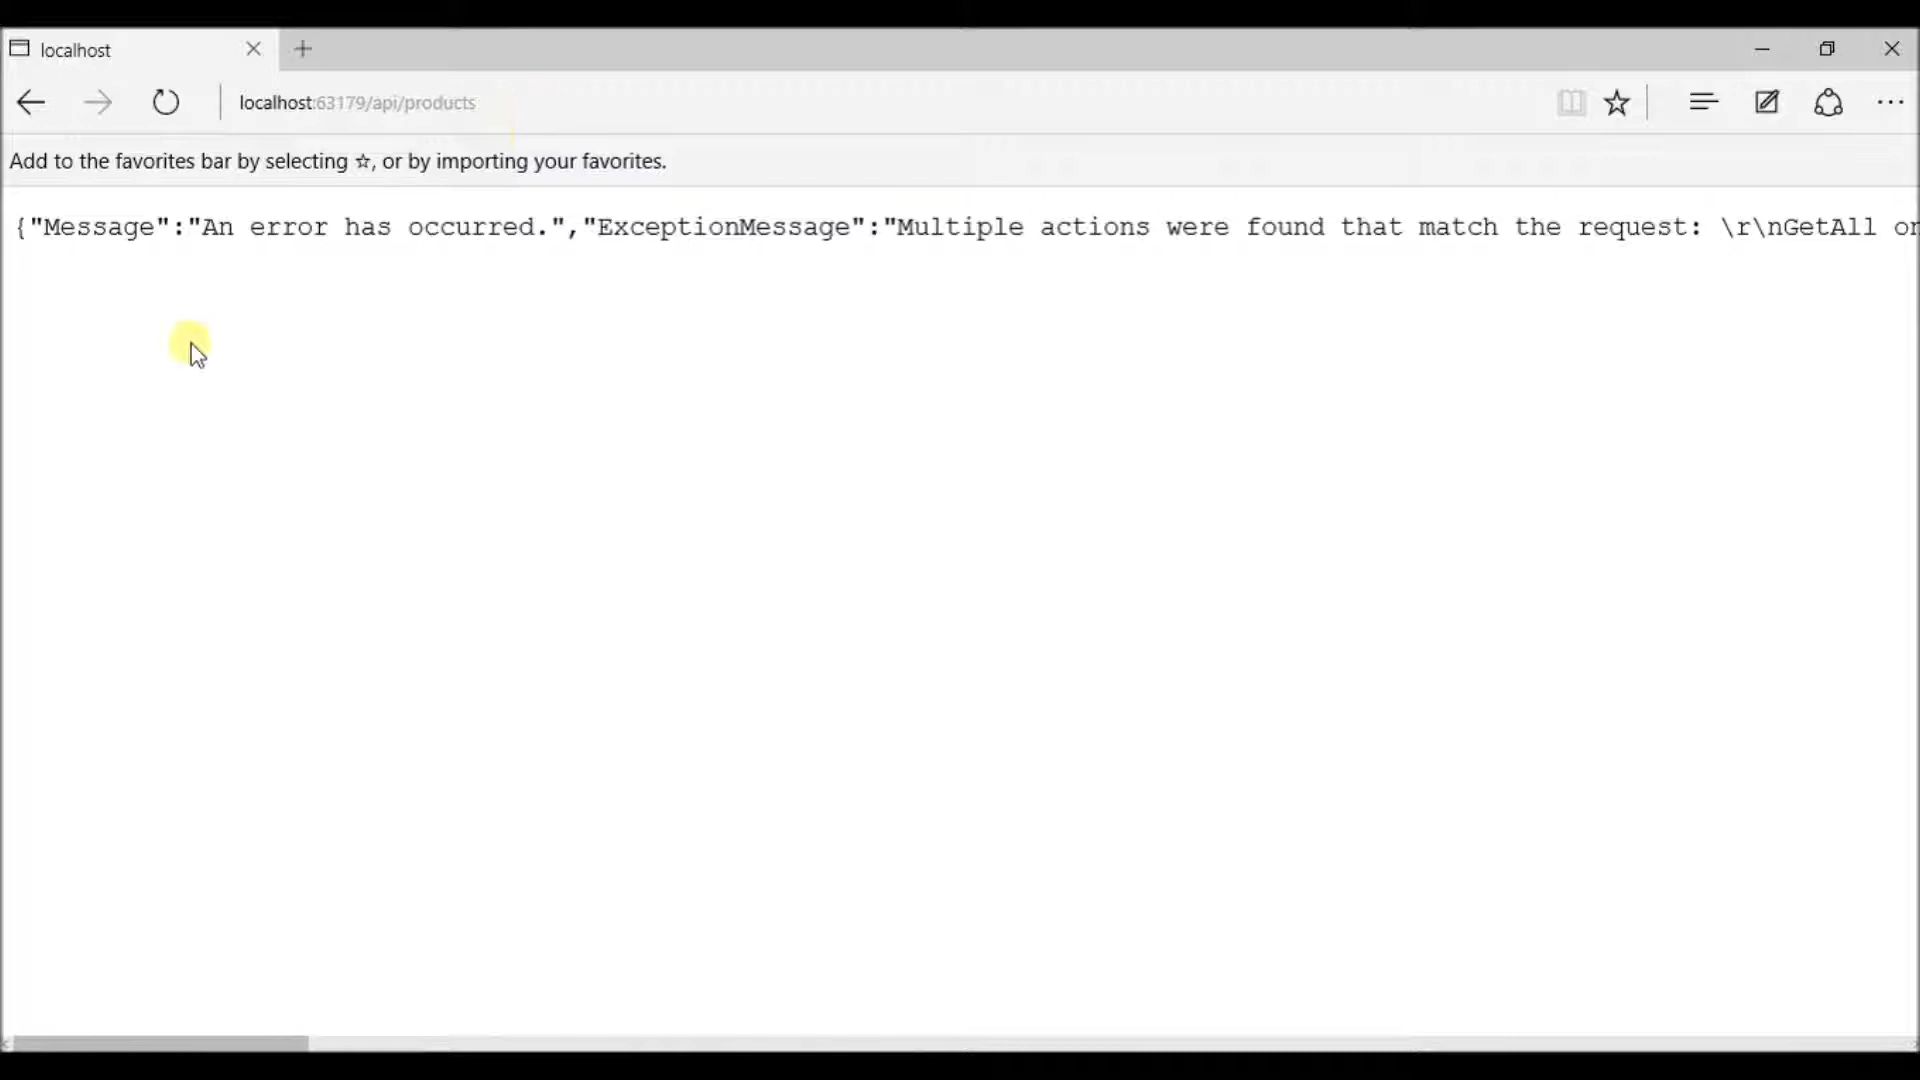 localhost
localhost:63179/api/products
Add to the favorites bar by selecting ☆, or by importing your favorites.
{"Message":"An error has occurred.","ExceptionMessage":"Multiple actions were found that match the request: \r\nGetAll on